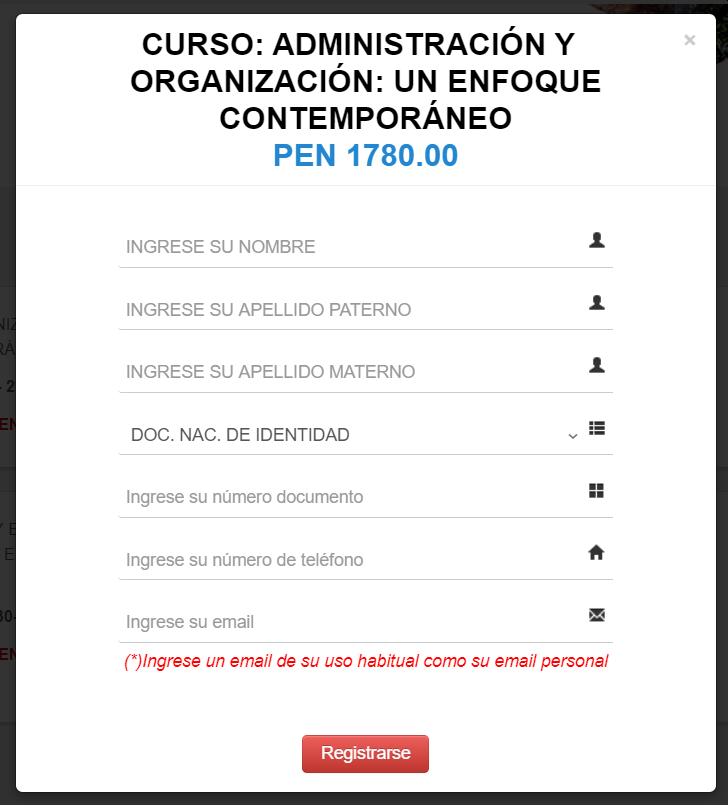 CURSO: ADMINISTRACIÓN Y
ORGANIZACIÓN: UN ENFOQUE
CONTEMPORÁNEO
PEN 1780.00
×
INGRESE SU NOMBRE
INGRESE SU APELLIDO PATERNO
INGRESE SU APELLIDO MATERNO
DOC. NAC. DE IDENTIDAD
Ingrese su número documento
Ingrese su número de teléfono
Ingrese su email
(*)Ingrese un email de su uso habitual como su email personal
Registrarse